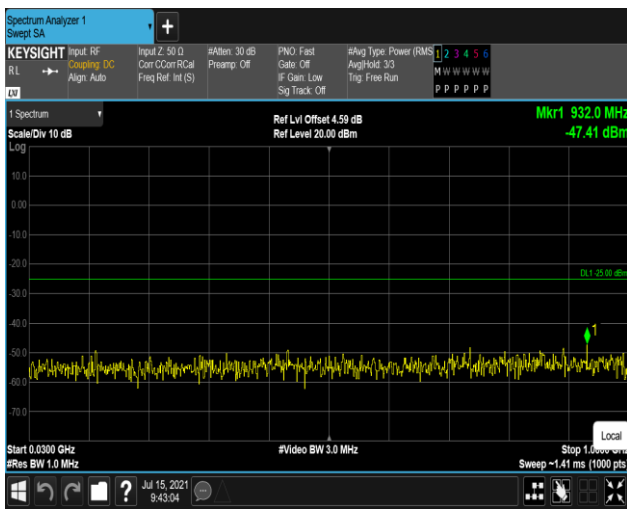 Spectrum Analyzer 1
Swept SA
+
KEYSIGHT Input: RF Input Z: 50 Ω #Atten: 30 dB PNO: Fast #Avg Type: Power (RMS 1 2 3 4 5 6
RL Coupling: DC Corr CCorr RCal Preamp: Off Gate: Off Avg|Hold: 3/3 M W W W W W
Align: Auto Freq Ref: Int (S) IF Gain: Low Trig: Free Run
Sig Track: Off P P P P P P
LXI
1 Spectrum Ref Lvl Offset 4.59 dB Mkr1 932.0 MHz
Scale/Div 10 dB Ref Level 20.00 dBm -47.41 dBm
Log
10.0
0.00
-10.0
-20.0
DL1 -25.00 dBm
-30.0
-40.0
1
-50.0
-60.0
-70.0
Local
Start 0.0300 GHz #Video BW 3.0 MHz Stop 1.0000 GHz
#Res BW 1.0 MHz Sweep ~1.41 ms (1000 pts
? Jul 15, 2021
9:43:04